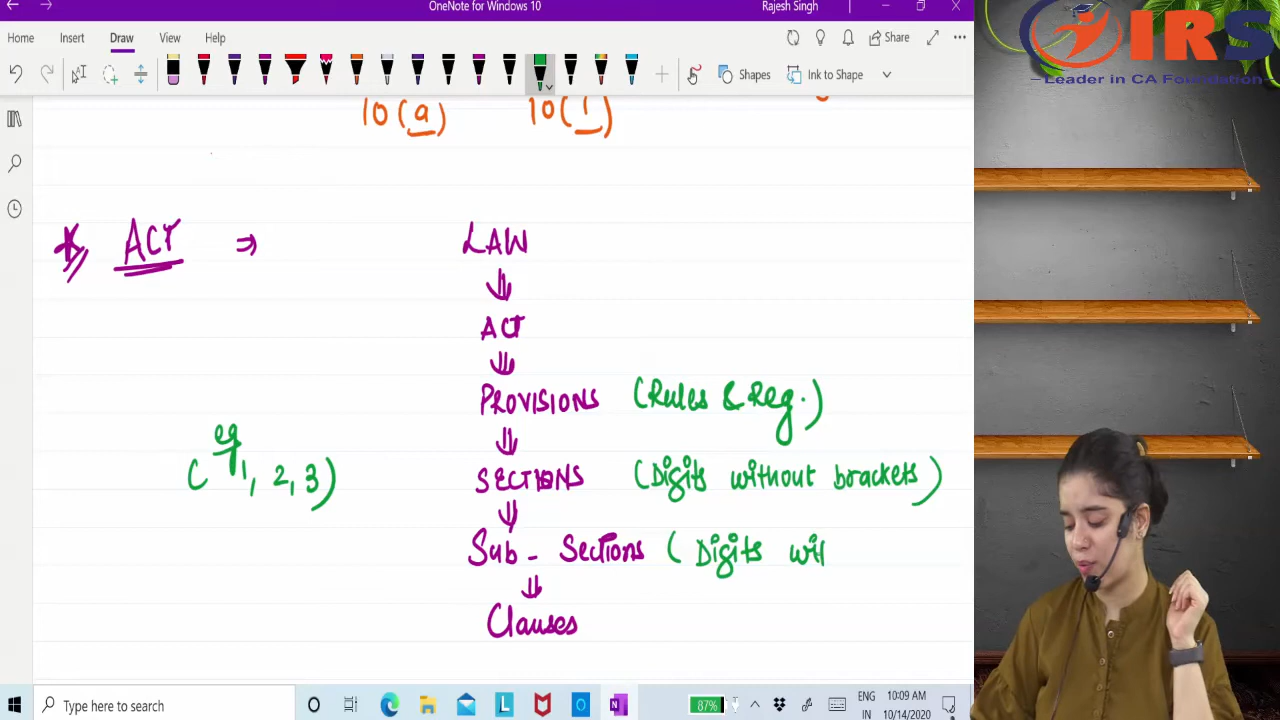 OneNote for Windows 10
Rajesh Singh
Home Insert Draw View Help
Share
Shapes
Ink to Shape
IRS
Leader in CA Foundation
10(a) 10(1)
ACT ⇒ LAW
ACT
PROVISIONS (Rules & Reg.)
eg
(1, 2, 3)
SECTIONS (Digits without brackets)
Sub - Sections ( Digits wit
Clauses
Type here to search
87%
ENG
IN
10:09 AM
10/14/2020